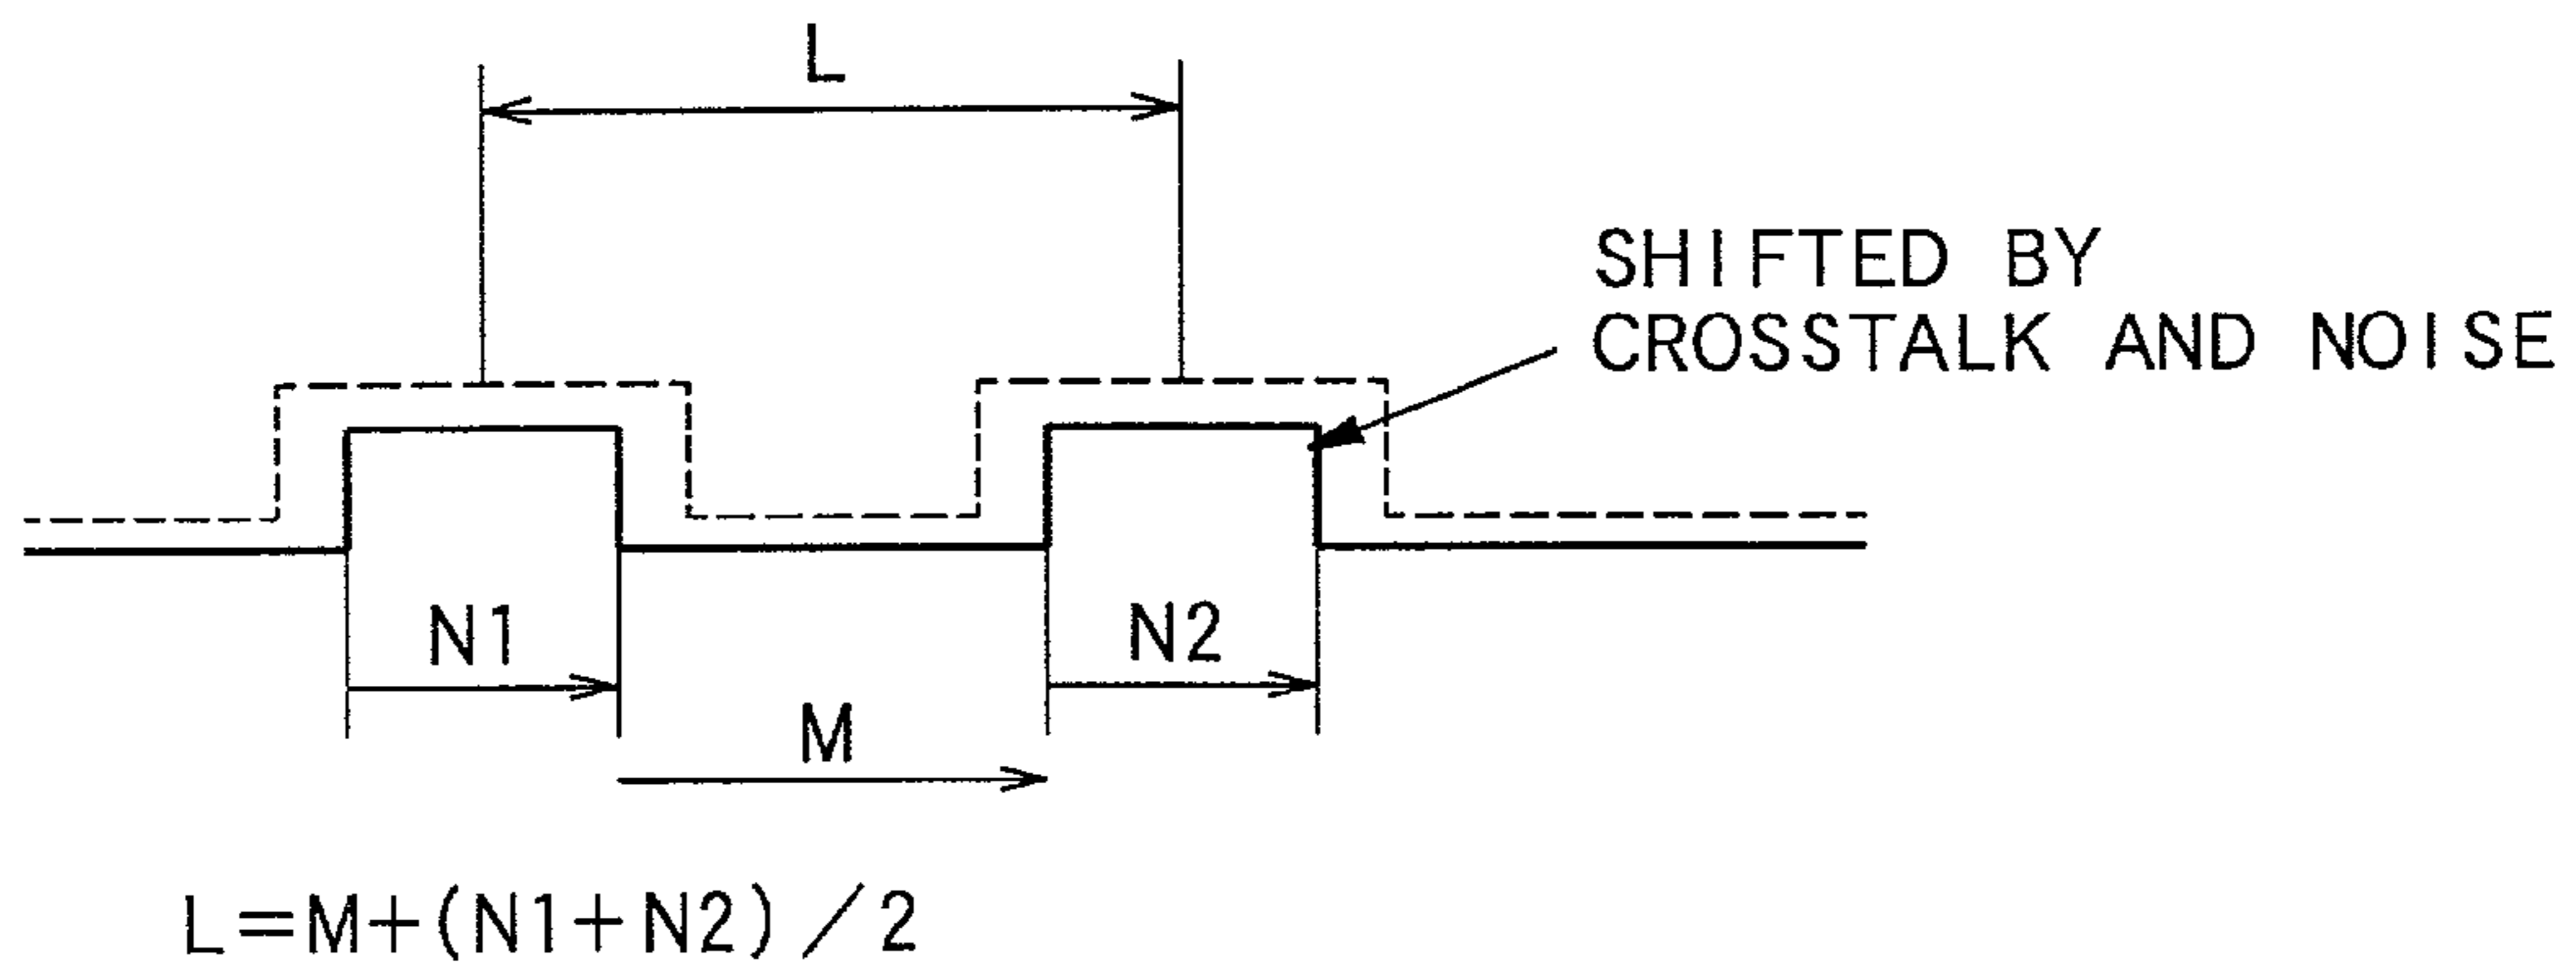 L
SHIFTED BY
CROSSTALK AND NOISE
N1
N2
M
L=M+(N1+N2)/2